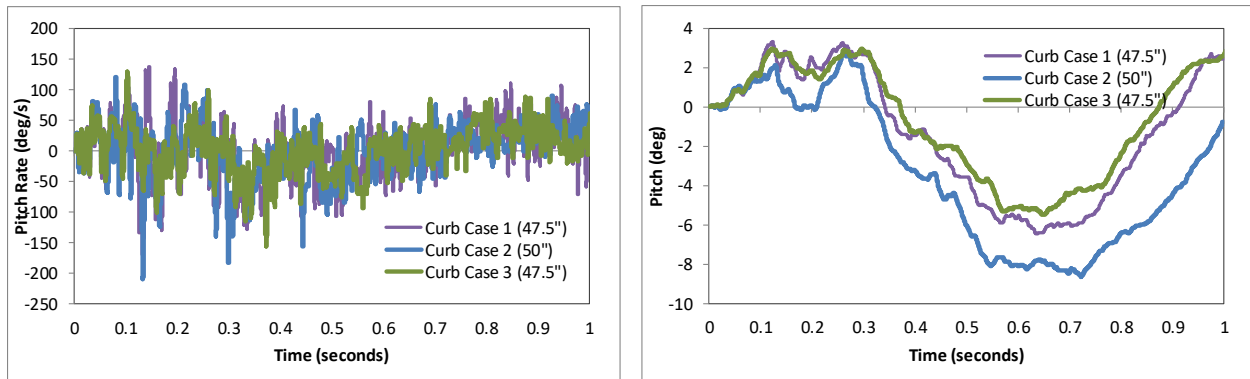 200
150
100
50
0
-50
-100
-150
-200
-250
Pitch Rate (deg/s)
Curb Case 1 (47.5")
Curb Case 2 (50")
Curb Case 3 (47.5")
0 0.1 0.2 0.3 0.4 0.5 0.6 0.7 0.8 0.9 1
Time (seconds)
4
2
0
-2
-4
-6
-8
-10
Pitch (deg)
Curb Case 1 (47.5")
Curb Case 2 (50")
Curb Case 3 (47.5")
0 0.1 0.2 0.3 0.4 0.5 0.6 0.7 0.8 0.9 1
Time (seconds)